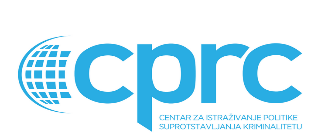 cprc
CENTAR ZA ISTRAŽIVANJE POLITIKE
SUPROTSTAVLJANJA KRIMINALITETU